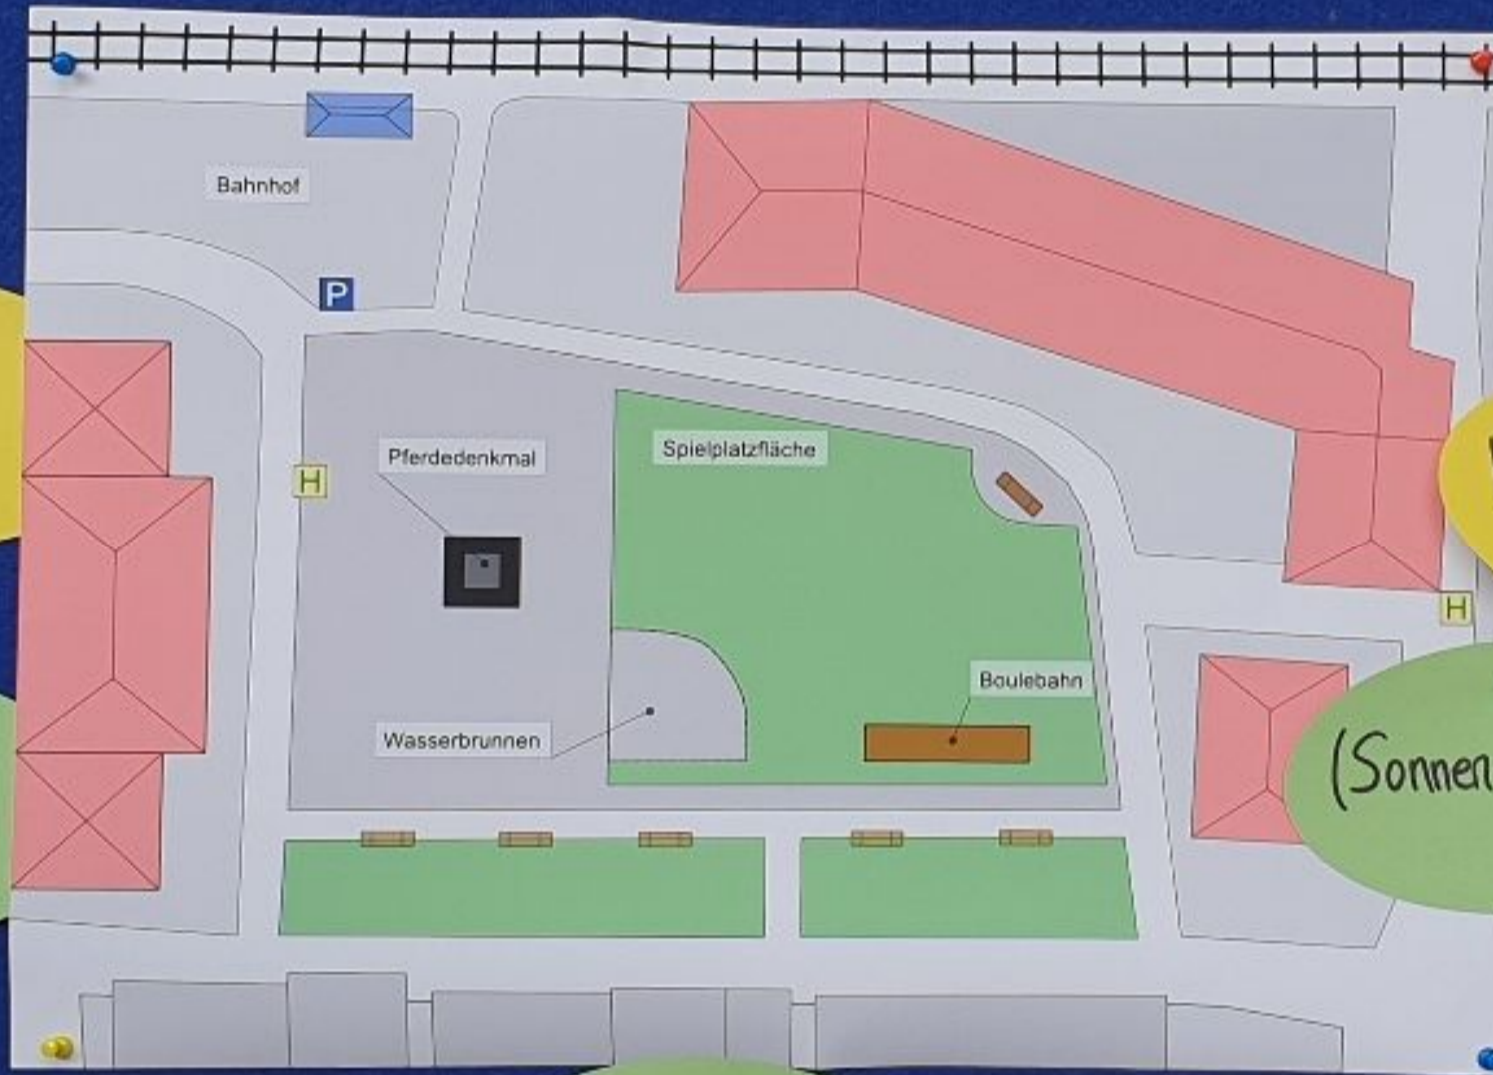 Bahnhof
P
Pferdedenkmal
Spielplatzfläche
H
Boulebahn
H
Wasserbrunnen
(Sonnen